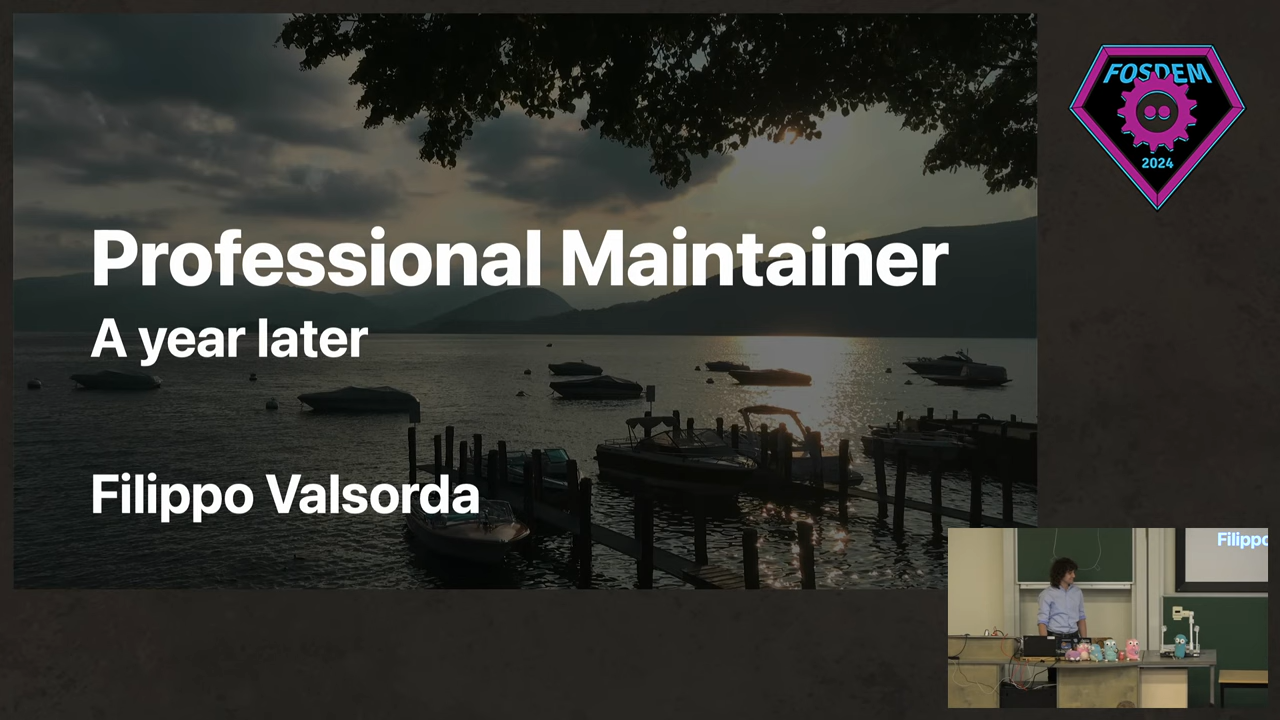 Professional Maintainer
A year later
Filippo Valsorda
FOSDEM
2024
Filippo